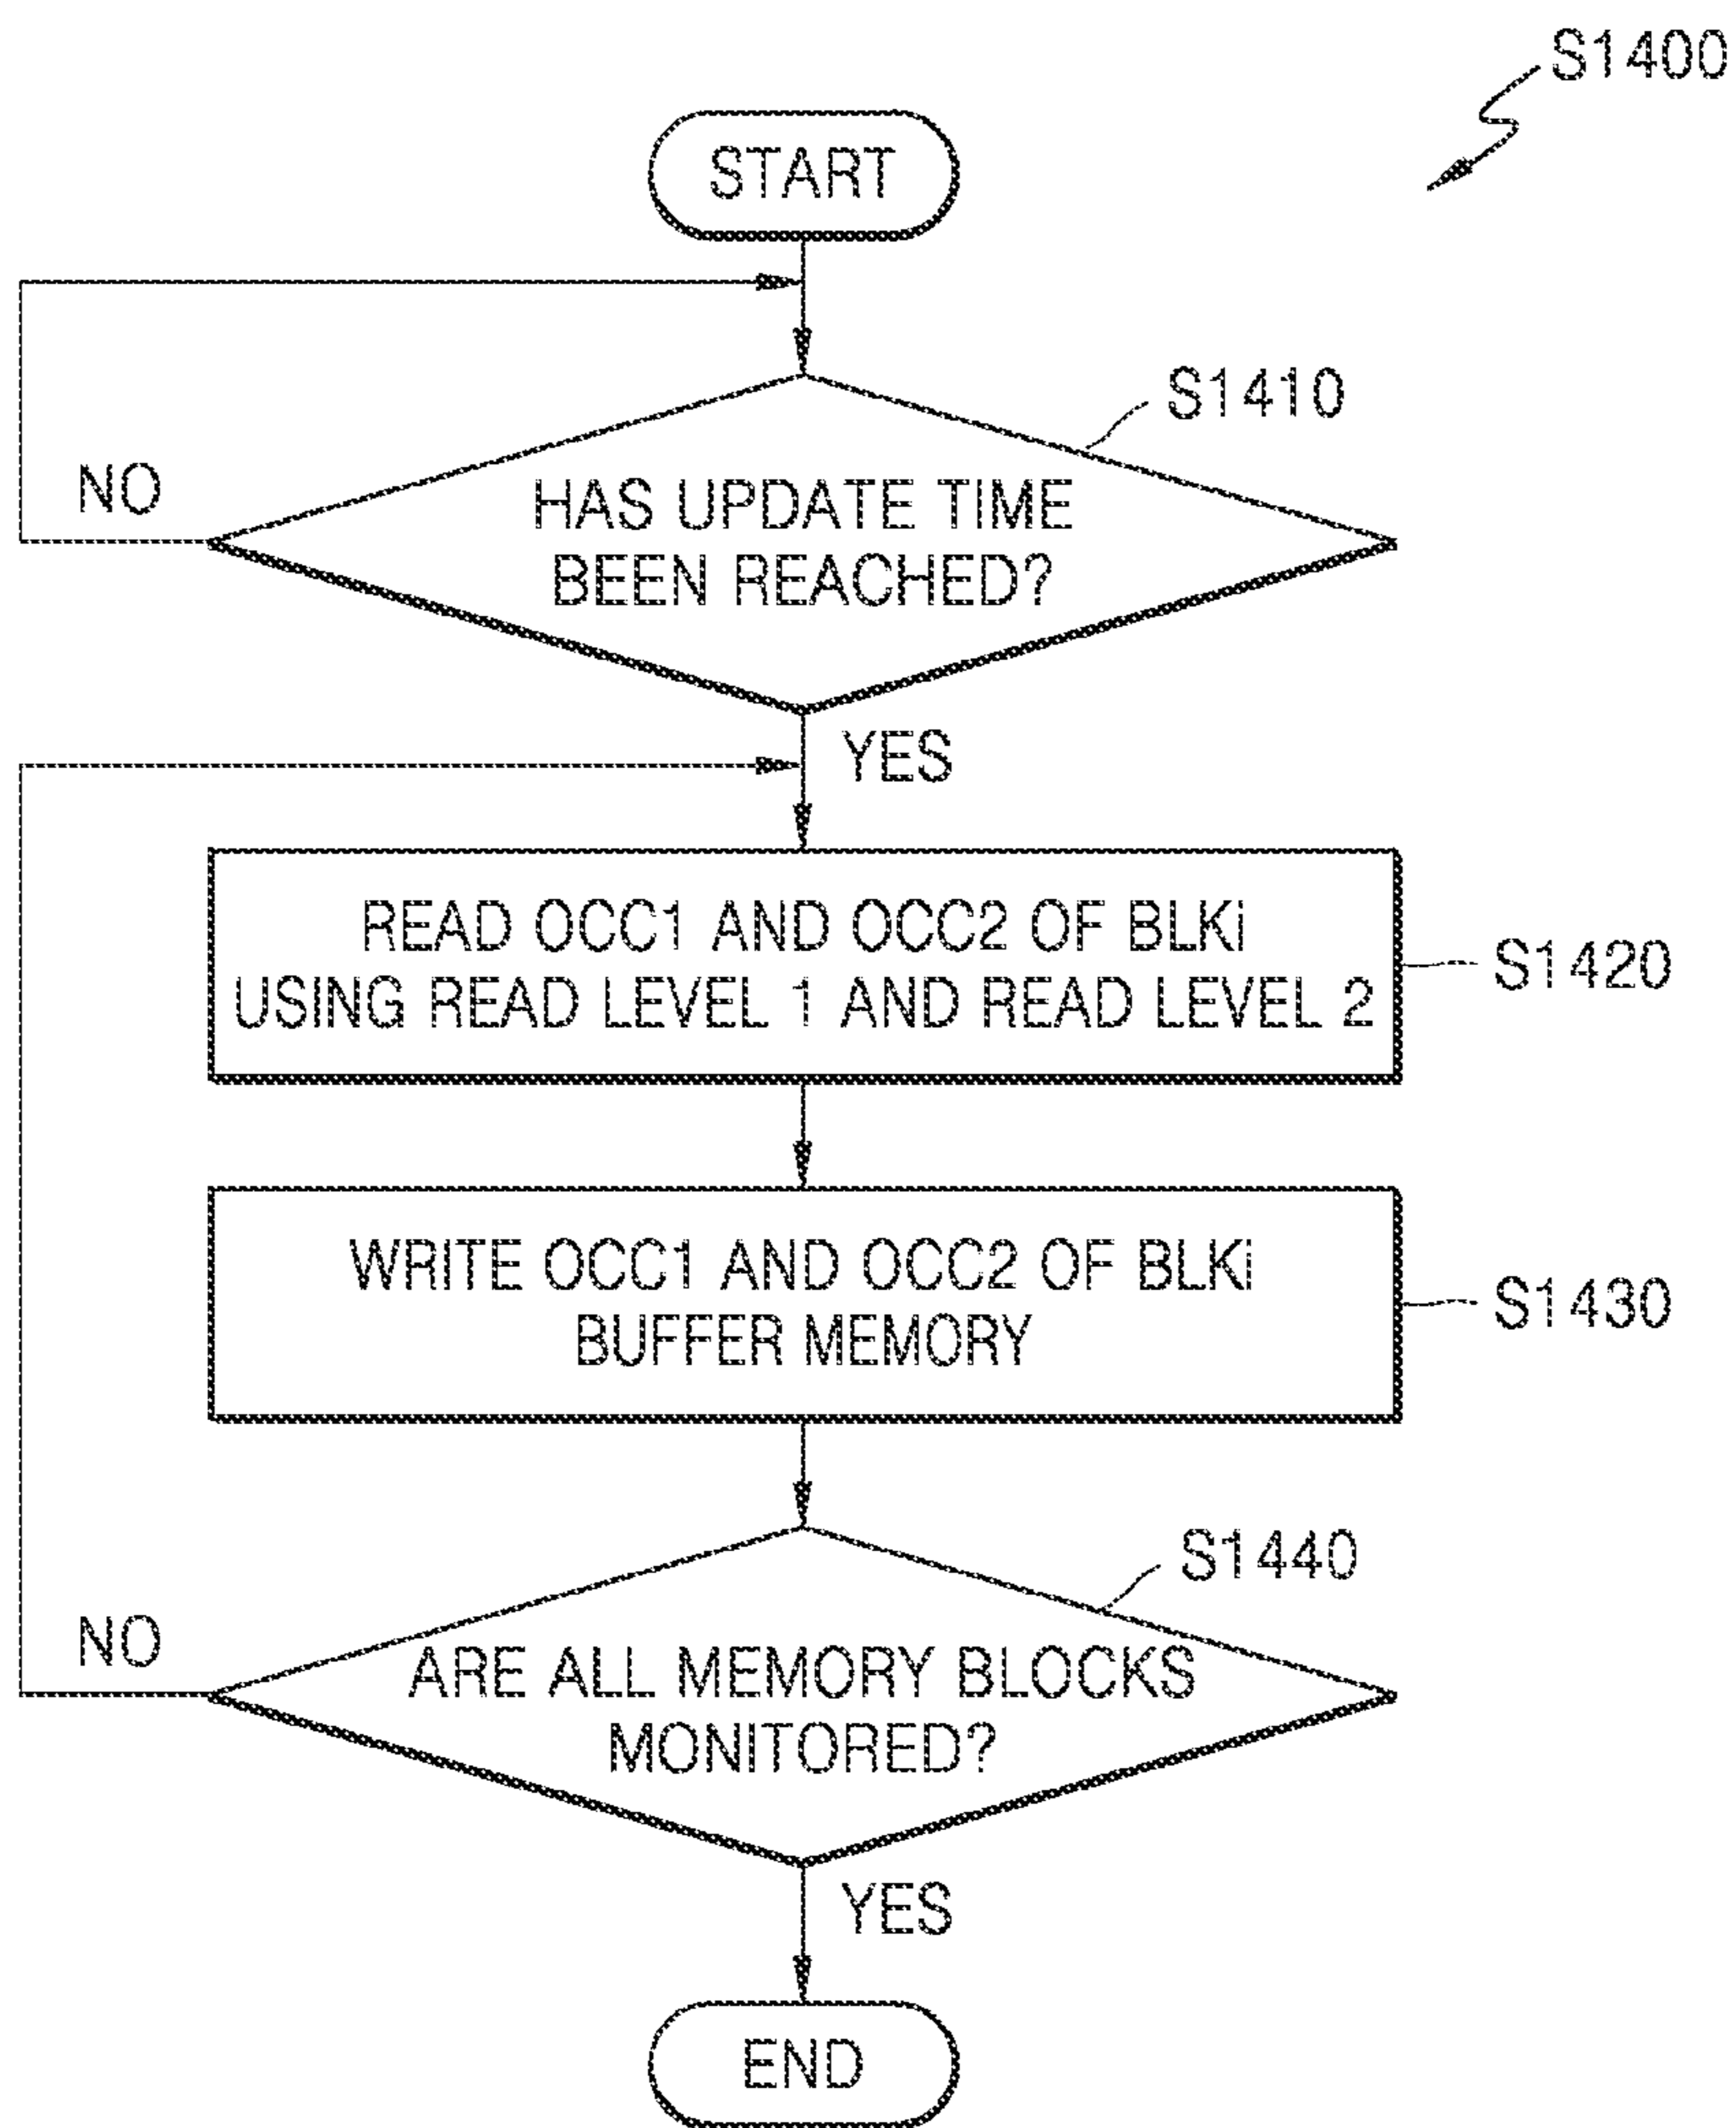 S1400
START
S1410
HAS UPDATE TIME
BEEN REACHED?
NO
YES
READ OCC1 AND OCC2 OF BLKi
USING READ LEVEL 1 AND READ LEVEL 2
S1420
WRITE OCC1 AND OCC2 OF BLKi
BUFFER MEMORY
S1430
S1440
ARE ALL MEMORY BLOCKS
MONITORED?
NO
YES
END